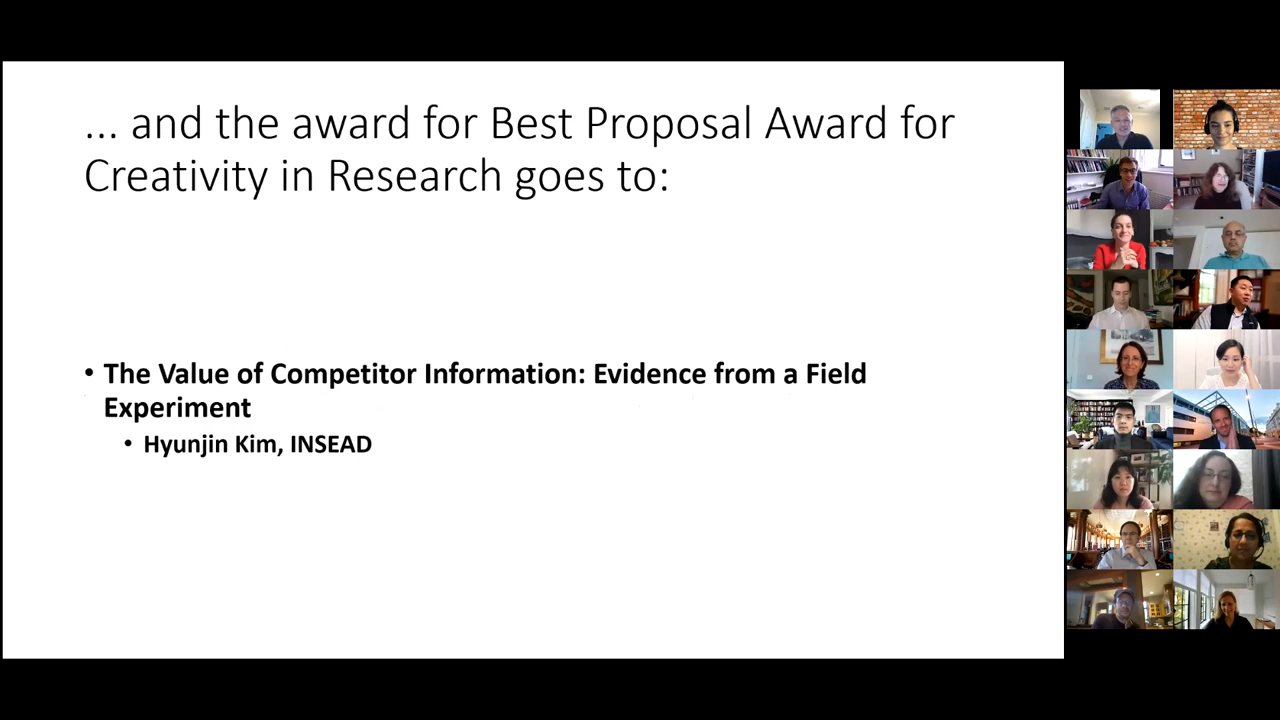 ... and the award for Best Proposal Award for
Creativity in Research goes to:
• The Value of Competitor Information: Evidence from a Field
Experiment
• Hyunjin Kim, INSEAD